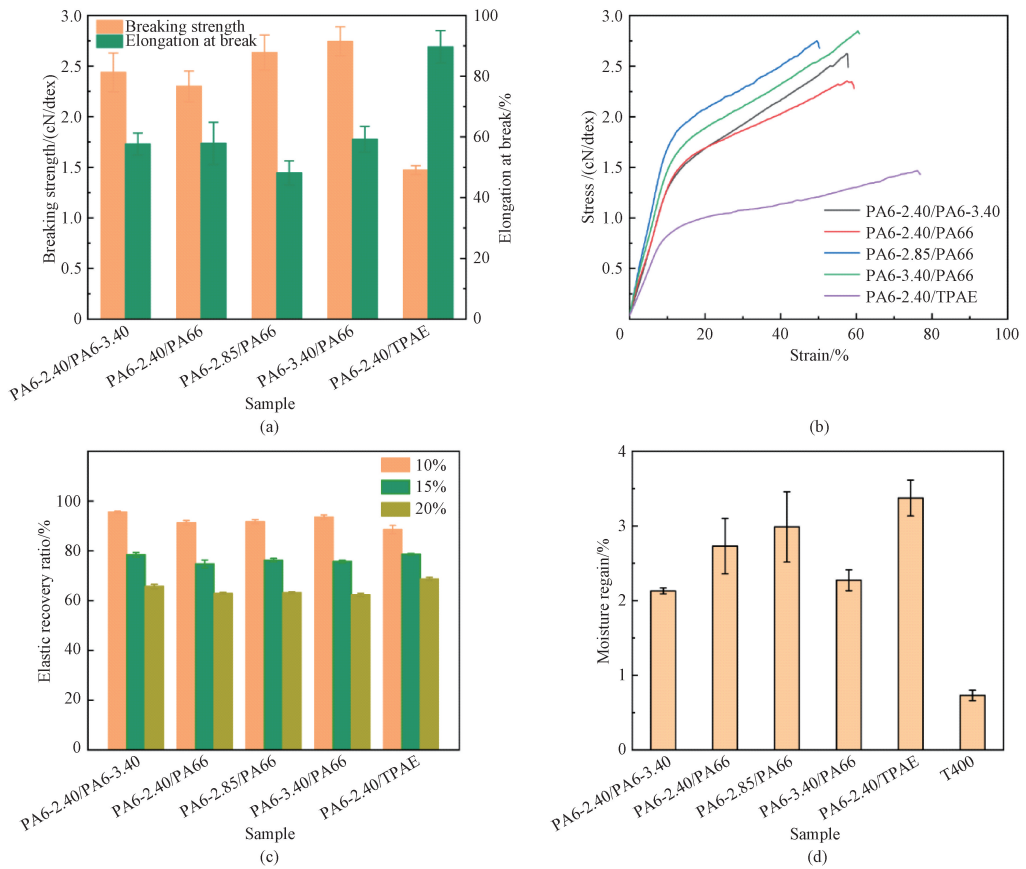 3.0
2.5
2.0
1.5
1.0
0.5
Breaking strength/(cN/dtex)
Breaking strength
Elongation at break
100
80
60
40
20
0
Elongation at break/%
PA6-2.40/PA6-3.40
PA6-2.40/PA66
PA6-2.85/PA66
PA6-3.40/PA66
PA6-2.40/TPAE
Sample
(a)
3.0
2.5
2.0
1.5
1.0
0.5
Stress /(cN/dtex)
PA6-2.40/PA6-3.40
PA6-2.40/PA66
PA6-2.85/PA66
PA6-3.40/PA66
PA6-2.40/TPAE
0
20
40
60
80
100
Strain/%
(b)
100
80
60
40
20
0
Elastic recovery ratio/%
10%
15%
20%
PA6-2.40/PA6-3.40
PA6-2.40/PA66
PA6-2.85/PA66
PA6-3.40/PA66
PA6-2.40/TPAE
Sample
(c)
4
3
2
1
0
Moisture regain/%
PA6-2.40/PA6-3.40
PA6-2.40/PA66
PA6-2.85/PA66
PA6-3.40/PA66
PA6-2.40/TPAE
T400
Sample
(d)